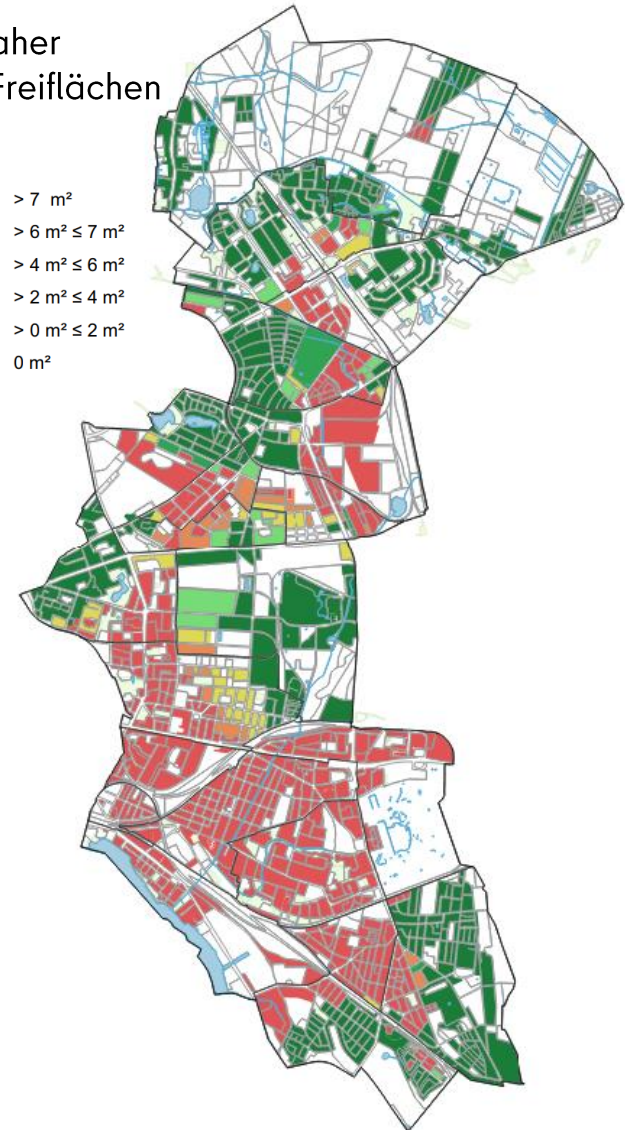 aher
Freiflächen
> 7 m²
> 6 m² ≤ 7 m²
> 4 m² ≤ 6 m²
> 2 m² ≤ 4 m²
> 0 m² ≤ 2 m²
0 m²